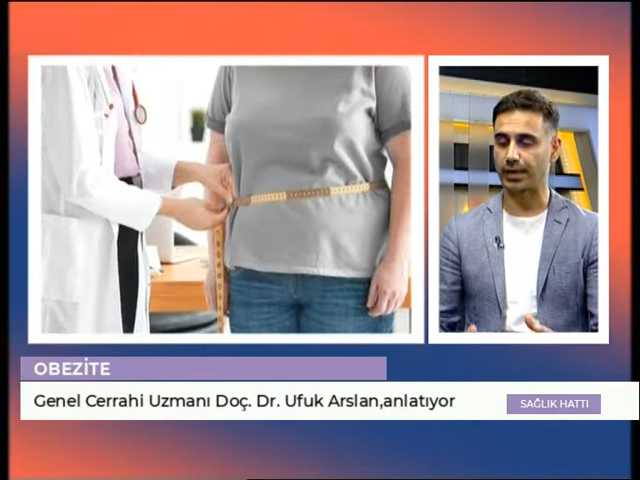 OBEZİTE
Genel Cerrahi Uzmanı Doç. Dr. Ufuk Arslan,anlatıyor
SAĞLIK HATTI